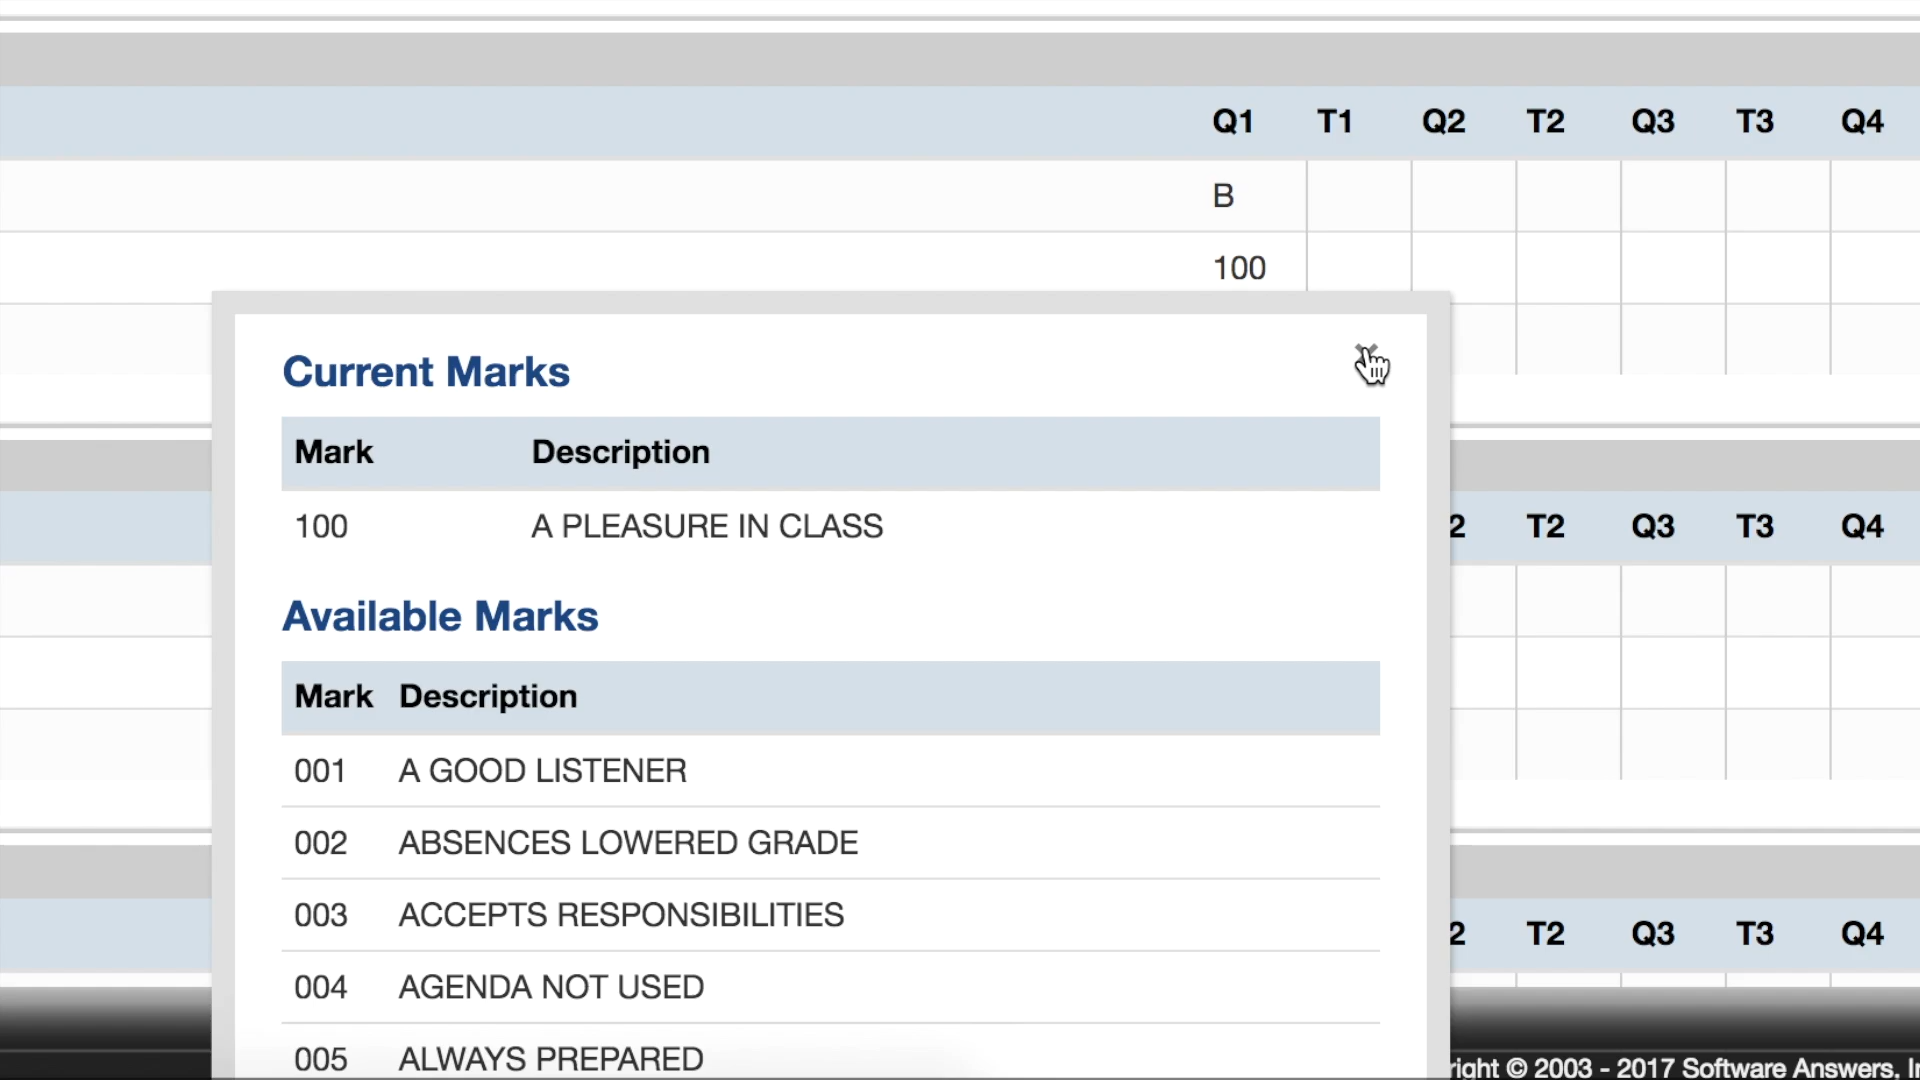 Q1 T1 Q2 T2 Q3 T3 Q4
B
100
Current Marks
Mark Description
100 A PLEASURE IN CLASS
Available Marks
Mark Description
001 A GOOD LISTENER
002 ABSENCES LOWERED GRADE
003 ACCEPTS RESPONSIBILITIES
004 AGENDA NOT USED
005 ALWAYS PREPARED
2 T2 Q3 T3 Q4
2 T2 Q3 T3 Q4
right © 2003 - 2017 Software Answers, I